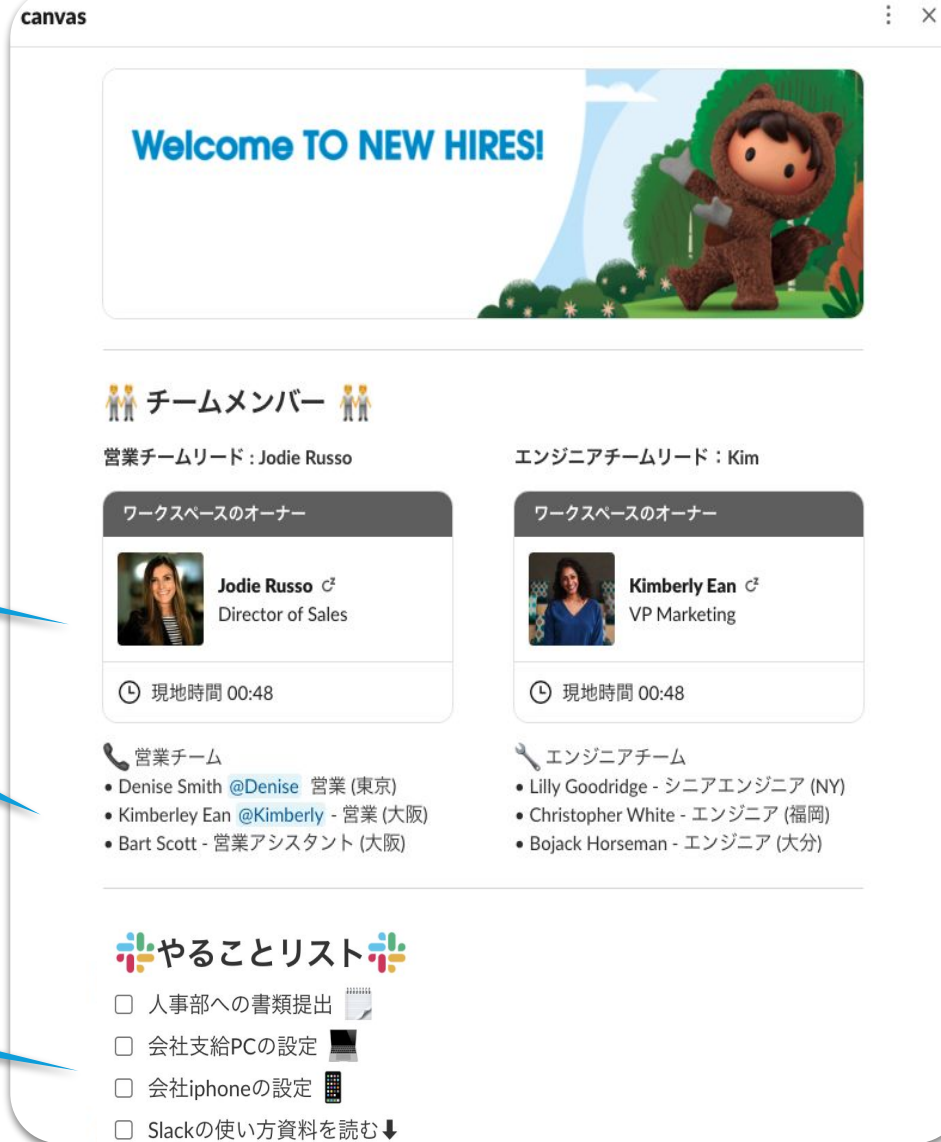 canvas
Welcome TO NEW HIRES!
チームメンバー
営業チームリード : Jodie Russo
ワークスペースのオーナー
Jodie Russo
Director of Sales
現地時間 00:48
営業チーム
• Denise Smith @Denise 営業 (東京)
• Kimberley Ean @Kimberly - 営業 (大阪)
• Bart Scott - 営業アシスタント (大阪)
エンジニアチームリード：Kim
ワークスペースのオーナー
Kimberly Ean
VP Marketing
現地時間 00:48
エンジニアチーム
• Lilly Goodridge - シニアエンジニア (NY)
• Christopher White - エンジニア (福岡)
• Bojack Horseman - エンジニア (大分)
やることリスト
人事部への書類提出
会社支給PCの設定
会社iphoneの設定
Slackの使い方資料を読む⬇